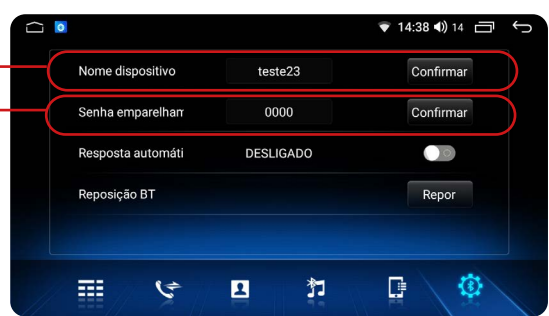 14:38 14
Nome dispositivo teste23 Confirmar
Senha emparelham 0000 Confirmar
Resposta automáti DESLIGADO
Reposição BT Repor